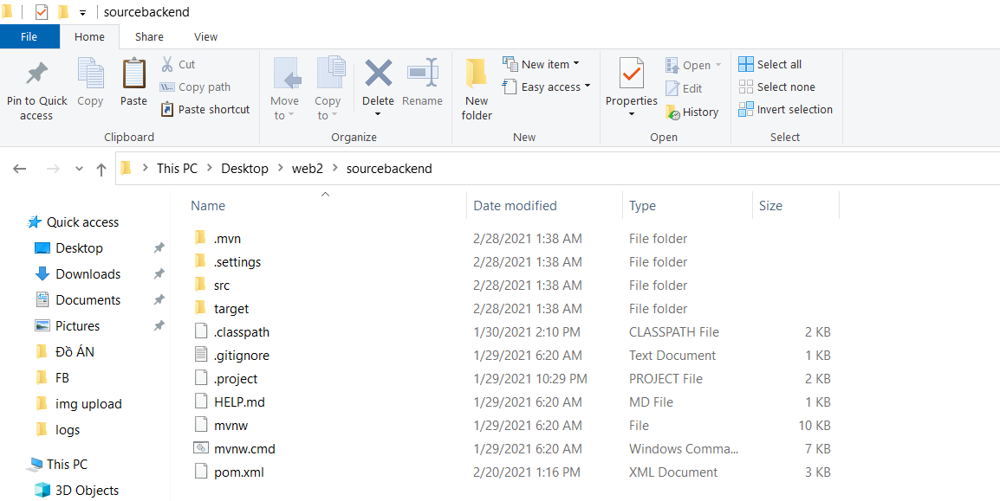 sourcebackend
File Home Share View
Pin to Quick access
Copy
Paste
Cut
Copy path
Paste shortcut
Clipboard
Move to
Copy to
Delete
Rename
Organize
New folder
New item
Easy access
New
Properties
Open
Edit
History
Open
Select all
Select none
Invert selection
Select
This PC > Desktop > web2 > sourcebackend
Name Date modified Type Size
Quick access
Desktop
Downloads
Documents
Pictures
Đồ ÁN
FB
img upload
logs
This PC
3D Objects
.mvn 2/28/2021 1:38 AM File folder
.settings 2/28/2021 1:38 AM File folder
src 2/28/2021 1:38 AM File folder
target 2/28/2021 1:38 AM File folder
.classpath 1/30/2021 2:10 PM CLASSPATH File 2 KB
.gitignore 1/29/2021 6:20 AM Text Document 1 KB
.project 1/29/2021 10:29 PM PROJECT File 2 KB
HELP.md 1/29/2021 6:20 AM MD File 1 KB
mvnw 1/29/2021 6:20 AM File 10 KB
mvnw.cmd 1/29/2021 6:20 AM Windows Comma... 7 KB
pom.xml 2/20/2021 1:16 PM XML Document 3 KB